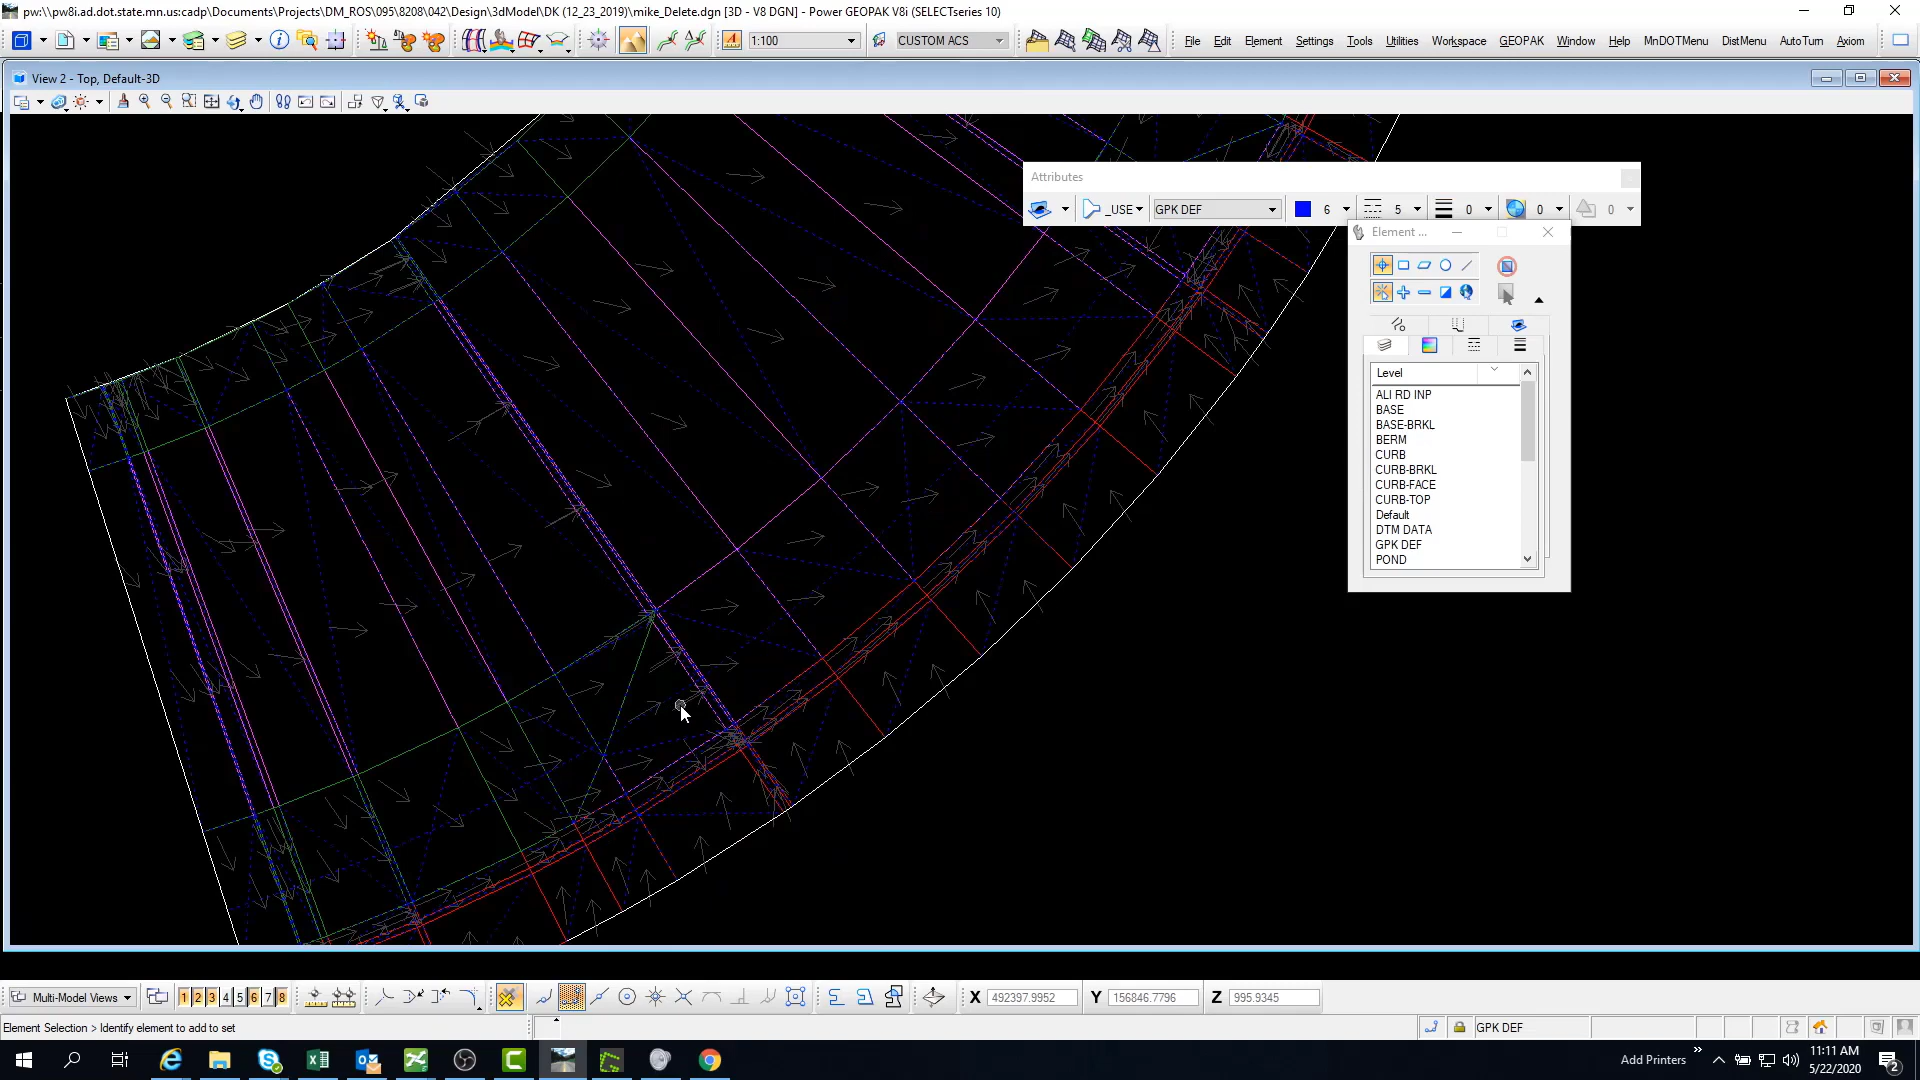 pw:\\pw8i.ad.dot.state.mn.us:cadp\Documents\Projects\DM_ROS\095\8208\042\Design\3dModel\DK (12_23_2019)\mike_Delete.dgn [3D - V8 DGN] - Power GEOPAK V8i (SELECTseries 10)
1:100 CUSTOM ACS File Edit Element Settings Tools Utilities Workspace GEOPAK Window Help MnDOTMenu DistMenu AutoTurn Axiom
View 2 - Top, Default-3D
Attributes
_USE GPK DEF 6 5 0 0 0
Element ...
Level
ALI RD INP
BASE
BASE-BRKL
BERM
CURB
CURB-BRKL
CURB-FACE
CURB-TOP
Default
DTM DATA
GPK DEF
POND
Multi-Model Views 1 2 3 4 5 6 7 8 X 492397.9952 Y 156846.7796 Z 995.9345
Element Selection > Identify element to add to set GPK DEF
Add Printers 11:11 AM
5/22/2020 2